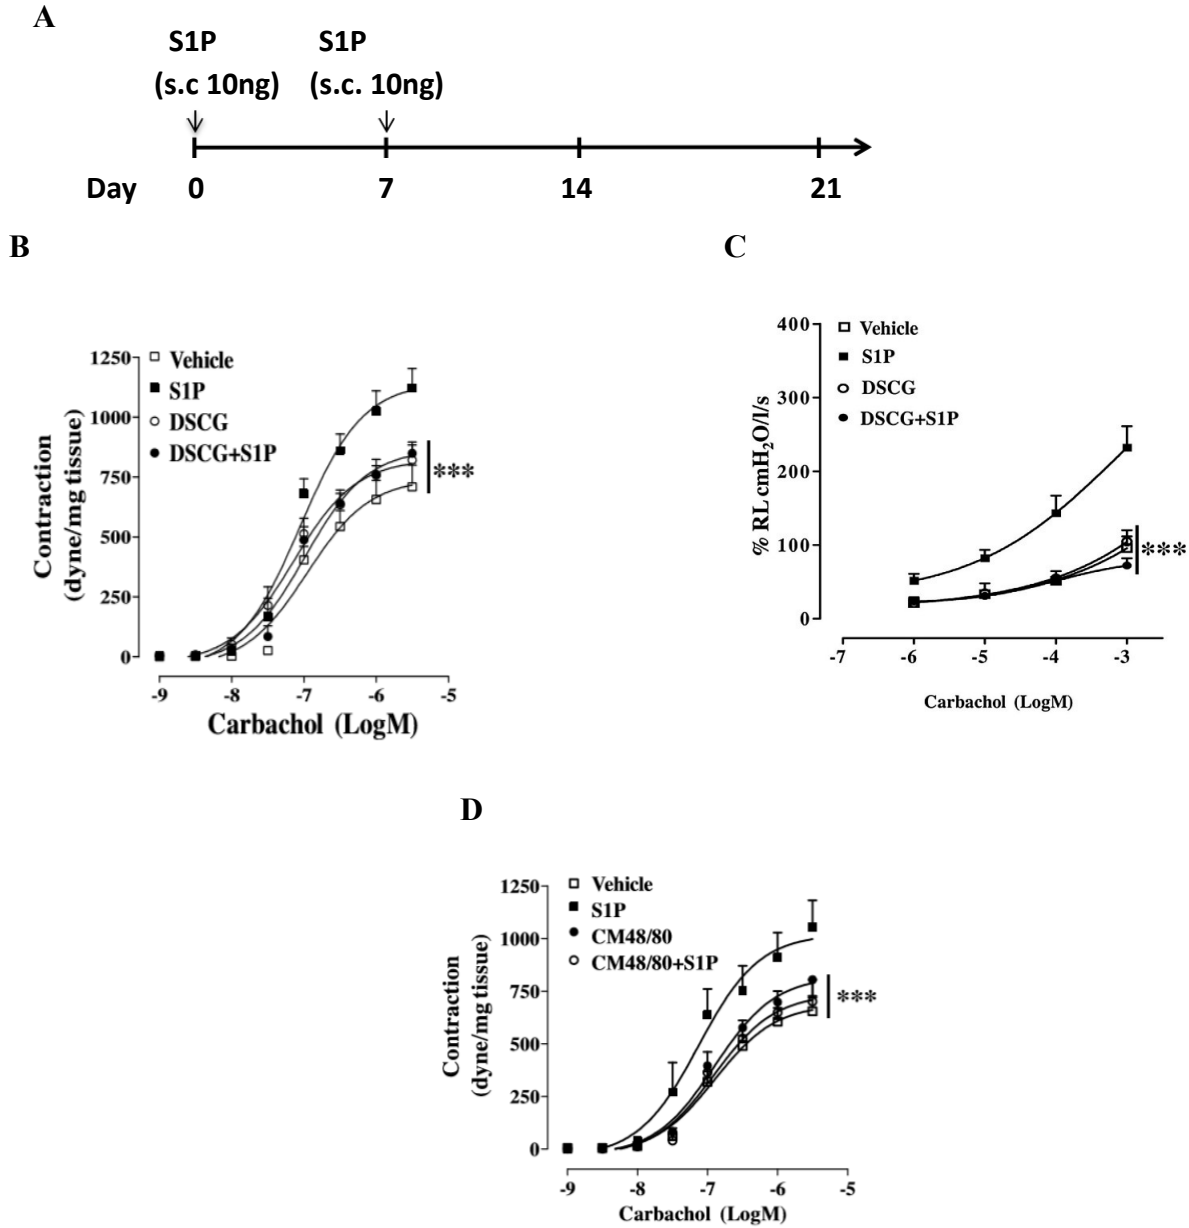 A
S1P S1P
(s.c 10ng) (s.c. 10ng)
Day 0 7 14 21
B
C
Contraction
(dyne/mg tissue)
1250
1000
750
500
250
0
Vehicle
S1P
DSCG
DSCG+S1P
***
-9 -8 -7 -6 -5
Carbachol (LogM)
% RL cmH₂O/l/s
400
300
200
100
0
Vehicle
S1P
DSCG
DSCG+S1P
***
-7 -6 -5 -4 -3
Carbachol (LogM)
D
Contraction
(dyne/mg tissue)
1250
1000
750
500
250
0
Vehicle
S1P
CM48/80
CM48/80+S1P
***
-9 -8 -7 -6 -5
Carbachol (LogM)